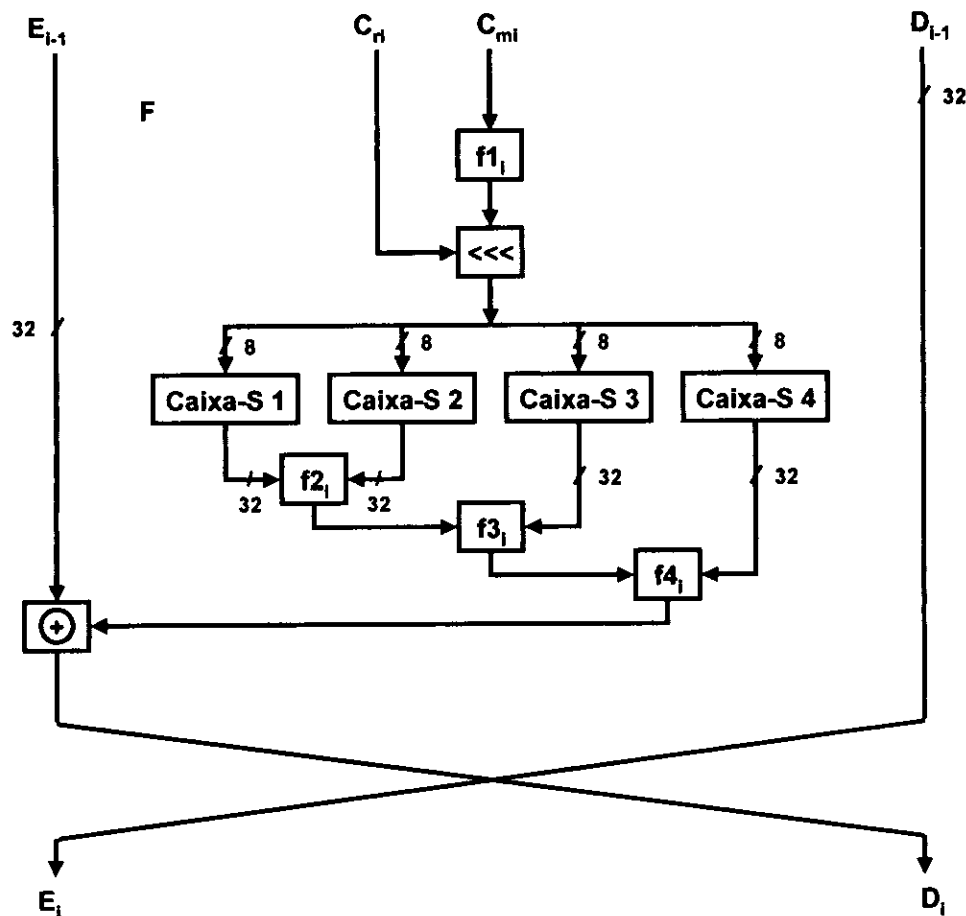 E_{i-1} C_{ri} C_{mi} D_{i-1}
32
F
f1_i
<<<
32
8 8 8 8
Caixa-S 1 Caixa-S 2 Caixa-S 3 Caixa-S 4
f2_i
32 32 32 32
f3_i
f4_i
+
E_i D_i